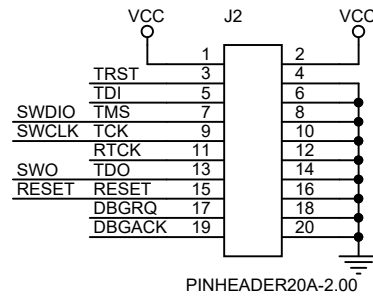 VCC J2 VCC
1 2
TRST 3 4
TDI 5 6
SWDIO TMS 7 8
SWCLK TCK 9 10
RTCK 11 12
SWO TDO 13 14
RESET RESET 15 16
DBGRQ 17 18
DBGACK 19 20
PINHEADER20A-2.00